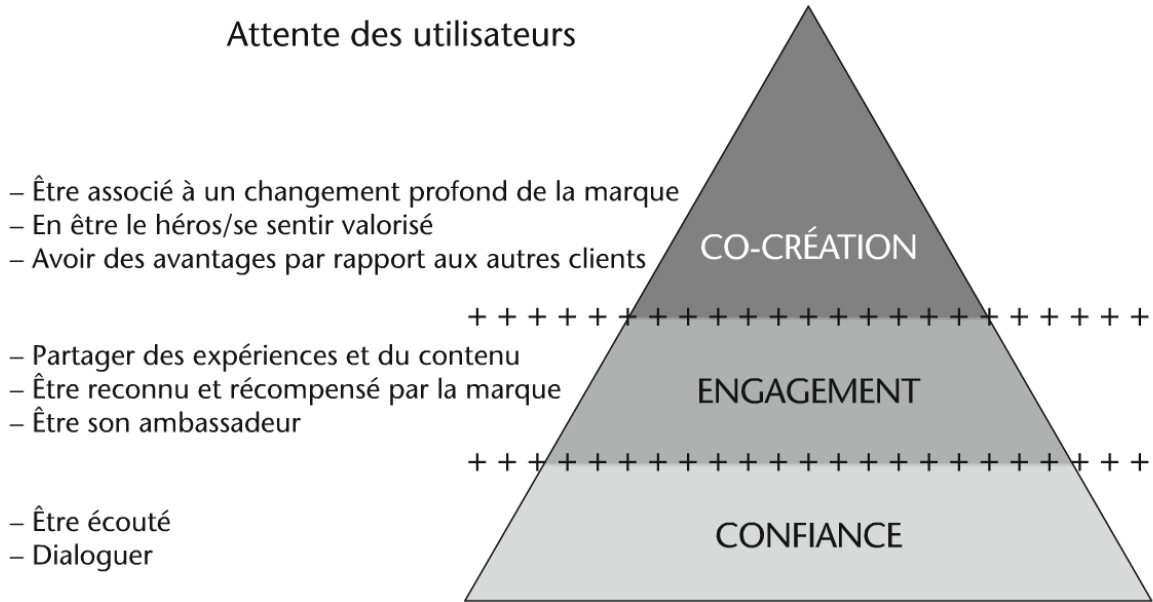 Attente des utilisateurs
– Être associé à un changement profond de la marque
– En être le héros/se sentir valorisé
– Avoir des avantages par rapport aux autres clients
CO-CRÉATION
– Partager des expériences et du contenu
– Être reconnu et récompensé par la marque
– Être son ambassadeur
ENGAGEMENT
– Être écouté
– Dialoguer
CONFIANCE